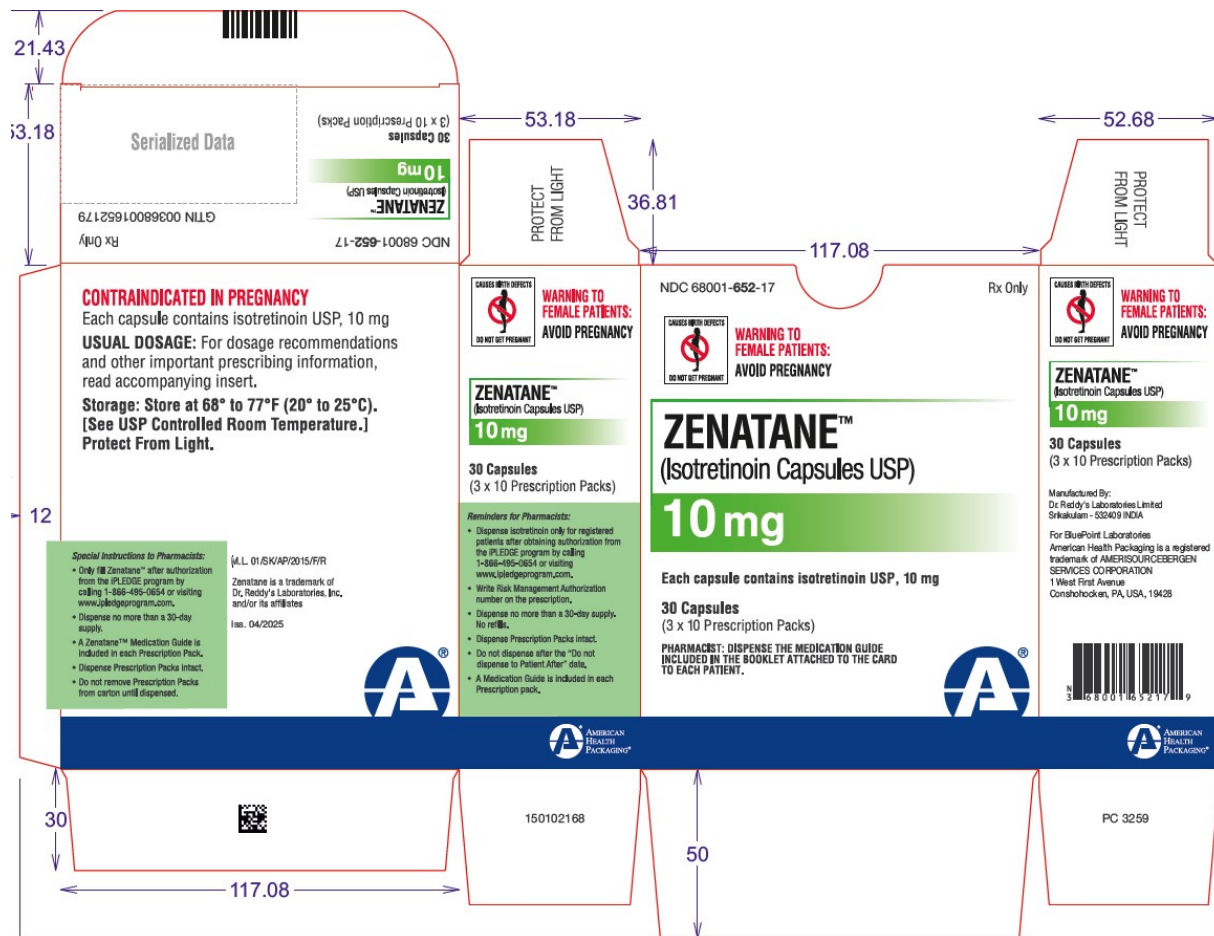 21.43
53.18
Serialized Data
30 Capsules
(3 x 10 Prescription Packs)
10 mg
ZENATANE™
(Isotretinoin Capsules USP)
GTIN 00368001652179
Rx Only
NDC 68001-652-17
53.18
PROTECT
FROM LIGHT
36.81
117.08
52.68
PROTECT
FROM LIGHT
CONTRAINDICATED IN PREGNANCY
Each capsule contains isotretinoin USP, 10 mg
USUAL DOSAGE: For dosage recommendations
and other important prescribing information,
read accompanying insert.
Storage: Store at 68° to 77°F (20° to 25°C).
[See USP Controlled Room Temperature.]
Protect From Light.
12
Special Instructions to Pharmacists:
• Only fill Zenatane™ after authorization
from the iPLEDGE program by
calling 1-866-495-0654 or visiting
www.ipledgeprogram.com.
• Dispense no more than a 30-day
supply.
• A Zenatane™ Medication Guide is
included in each Prescription Pack.
• Dispense Prescription Packs intact.
• Do not remove Prescription Packs
from carton until dispensed.
M.L. 01/SK/AP/2015/F/R
Zenatane is a trademark of
Dr. Reddy's Laboratories, Inc.
and/or its affiliates
Iss. 04/2025
A®
CAUSES BIRTH DEFECTS
DO NOT GET PREGNANT
WARNING TO
FEMALE PATIENTS:
AVOID PREGNANCY
ZENATANE™
(Isotretinoin Capsules USP)
10 mg
30 Capsules
(3 x 10 Prescription Packs)
Reminders for Pharmacists:
• Dispense isotretinoin only for registered
patients after obtaining authorization from
the iPLEDGE program by calling
1-866-495-0654 or visiting
www.ipledgeprogram.com.
• Write Risk Management Authorization
number on the prescription.
• Dispense no more than a 30-day supply.
No refills.
• Dispense Prescription Packs intact.
• Do not dispense after the "Do not
dispense to Patient After" date.
• A Medication Guide is included in each
Prescription pack.
AMERICAN
HEALTH
PACKAGING®
NDC 68001-652-17
Rx Only
CAUSES BIRTH DEFECTS
DO NOT GET PREGNANT
WARNING TO
FEMALE PATIENTS:
AVOID PREGNANCY
ZENATANE™
(Isotretinoin Capsules USP)
10 mg
Each capsule contains isotretinoin USP, 10 mg
30 Capsules
(3 x 10 Prescription Packs)
PHARMACIST: DISPENSE THE MEDICATION GUIDE
INCLUDED IN THE BOOKLET ATTACHED TO THE CARD
TO EACH PATIENT.
A®
CAUSES BIRTH DEFECTS
DO NOT GET PREGNANT
WARNING TO
FEMALE PATIENTS:
AVOID PREGNANCY
ZENATANE™
(Isotretinoin Capsules USP)
10 mg
30 Capsules
(3 x 10 Prescription Packs)
Manufactured By:
Dr. Reddy's Laboratories Limited
Srikakulam - 532409 INDIA
For BluePoint Laboratories
American Health Packaging is a registered
trademark of AMERISOURCEBERGEN
SERVICES CORPORATION
1 West First Avenue
Conshohocken, PA, USA, 19428
N
3 68001 65217 9
AMERICAN
HEALTH
PACKAGING®
30
117.08
150102168
50
PC 3259